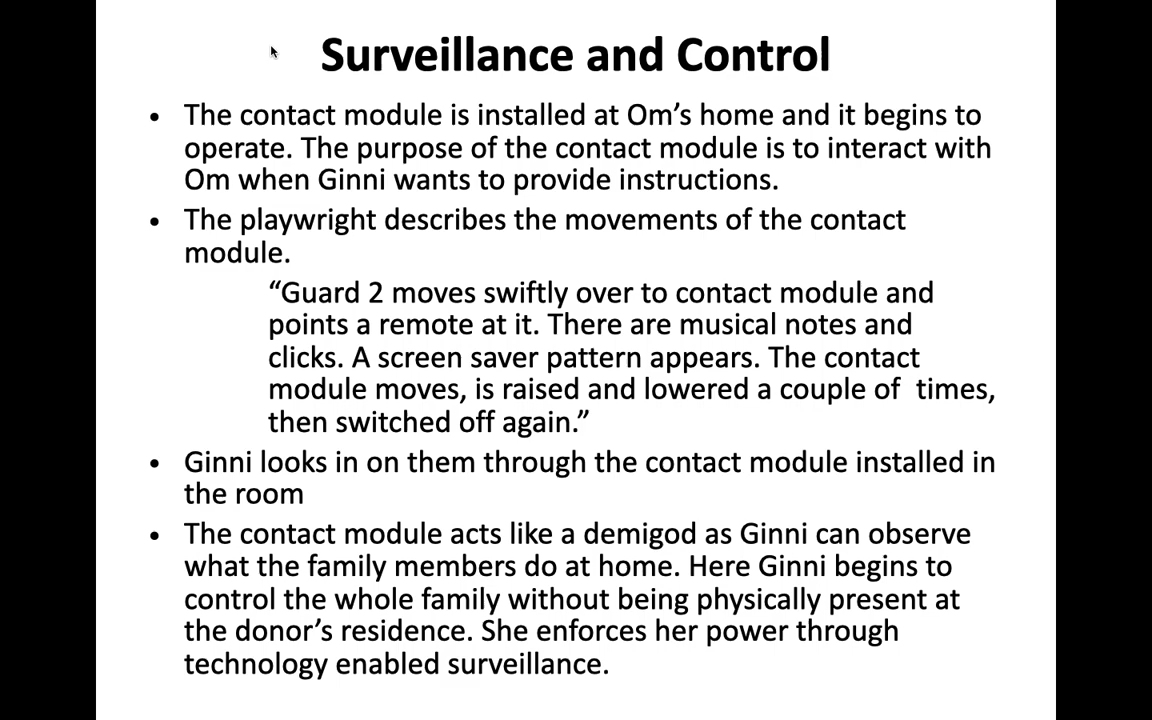 Surveillance and Control
• The contact module is installed at Om’s home and it begins to
operate. The purpose of the contact module is to interact with
Om when Ginni wants to provide instructions.
• The playwright describes the movements of the contact
module.
“Guard 2 moves swiftly over to contact module and
points a remote at it. There are musical notes and
clicks. A screen saver pattern appears. The contact
module moves, is raised and lowered a couple of  times,
then switched off again.”
• Ginni looks in on them through the contact module installed in
the room
• The contact module acts like a demigod as Ginni can observe
what the family members do at home. Here Ginni begins to
control the whole family without being physically present at
the donor’s residence. She enforces her power through
technology enabled surveillance.